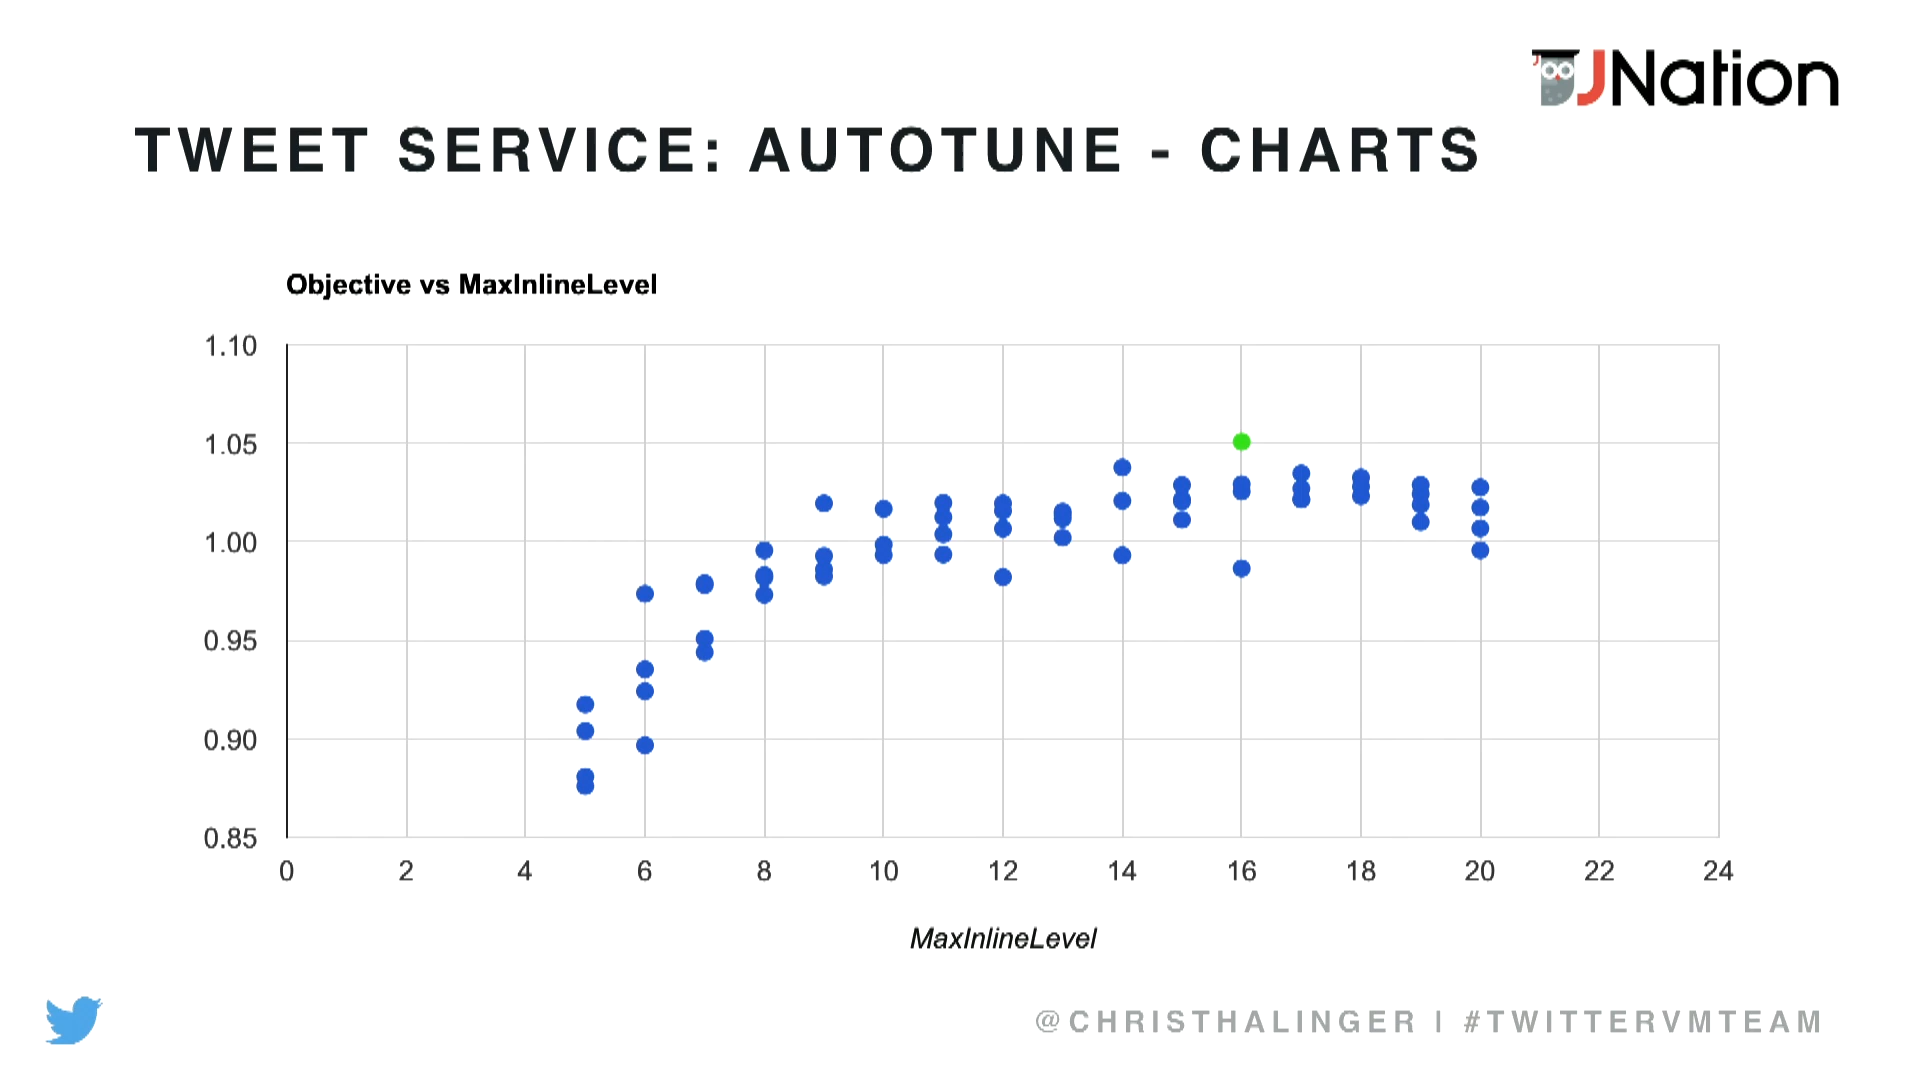 JNation
TWEET SERVICE: AUTOTUNE - CHARTS
Objective vs MaxInlineLevel
1.10
1.05
1.00
0.95
0.90
0.85
0 2 4 6 8 10 12 14 16 18 20 22 24
MaxInlineLevel
@CHRISTHALINGER | #TWITTERVMTEAM